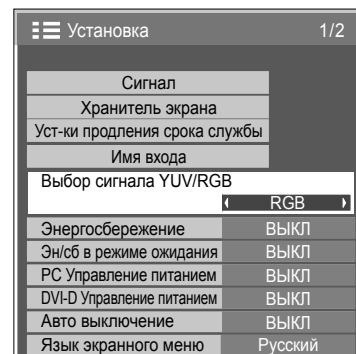 Установка 1/2
Сигнал
Хранитель экрана
Уст-ки продления срока службы
Имя входа
Выбор сигнала YUV/RGB
RGB
Энергосбережение ВЫКЛ
Эн/сб в режиме ожидания ВЫКЛ
PC Управление питанием ВЫКЛ
DVI-D Управление питанием ВЫКЛ
Авто выключение ВЫКЛ
Язык экранного меню Русский